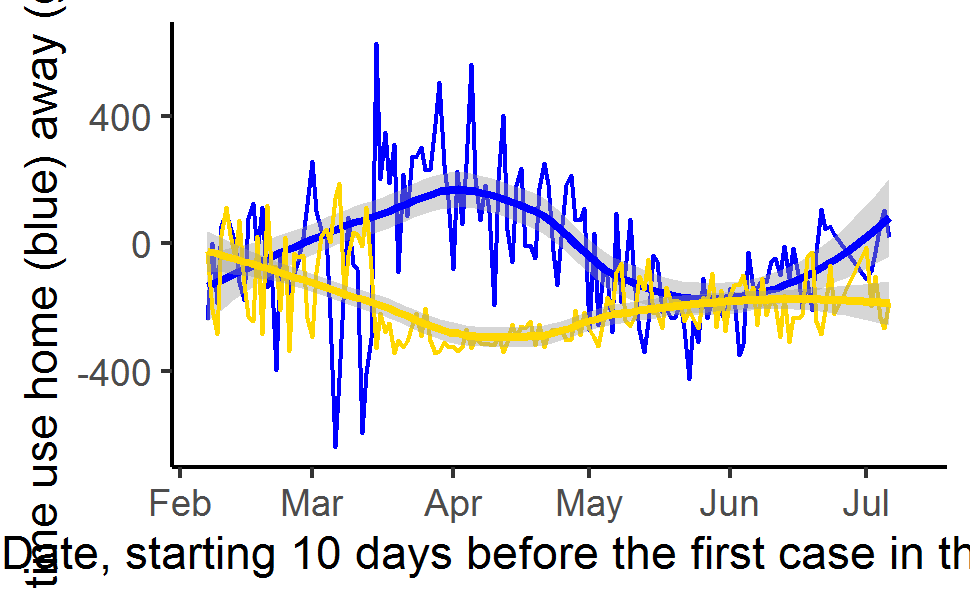 time use home (blue) away (
400
0
-400
Feb Mar Apr May Jun Jul
Date, starting 10 days before the first case in th